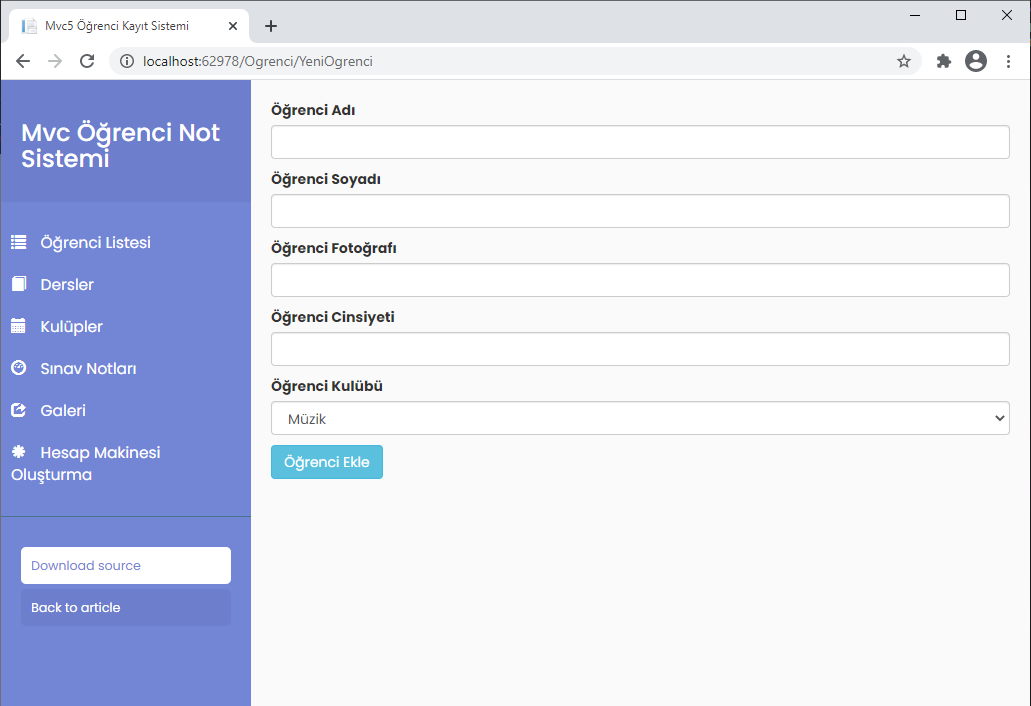 Mvc5 Öğrenci Kayıt Sistemi
localhost:62978/Ogrenci/YeniOgrenci
Mvc Öğrenci Not
Sistemi
Öğrenci Listesi
Dersler
Kulüpler
Sınav Notları
Galeri
Hesap Makinesi
Oluşturma
Download source
Back to article
Öğrenci Adı
Öğrenci Soyadı
Öğrenci Fotoğrafı
Öğrenci Cinsiyeti
Öğrenci Kulübü
Müzik
Öğrenci Ekle